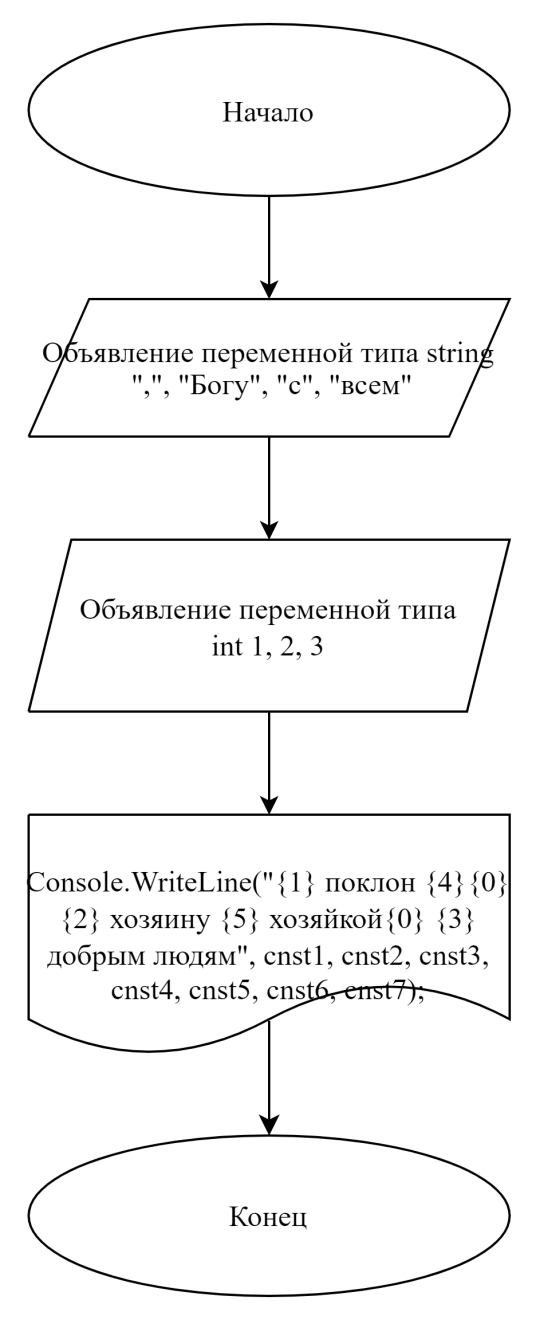 Начало
Объявление переменной типа string
",", "Богу", "с", "всем"
Объявление переменной типа
int 1, 2, 3
Console.WriteLine("{1} поклон {4}{0}
{2} хозяину {5} хозяйкой{0} {3}
добрым людям", cnst1, cnst2, cnst3,
cnst4, cnst5, cnst6, cnst7);
Конец